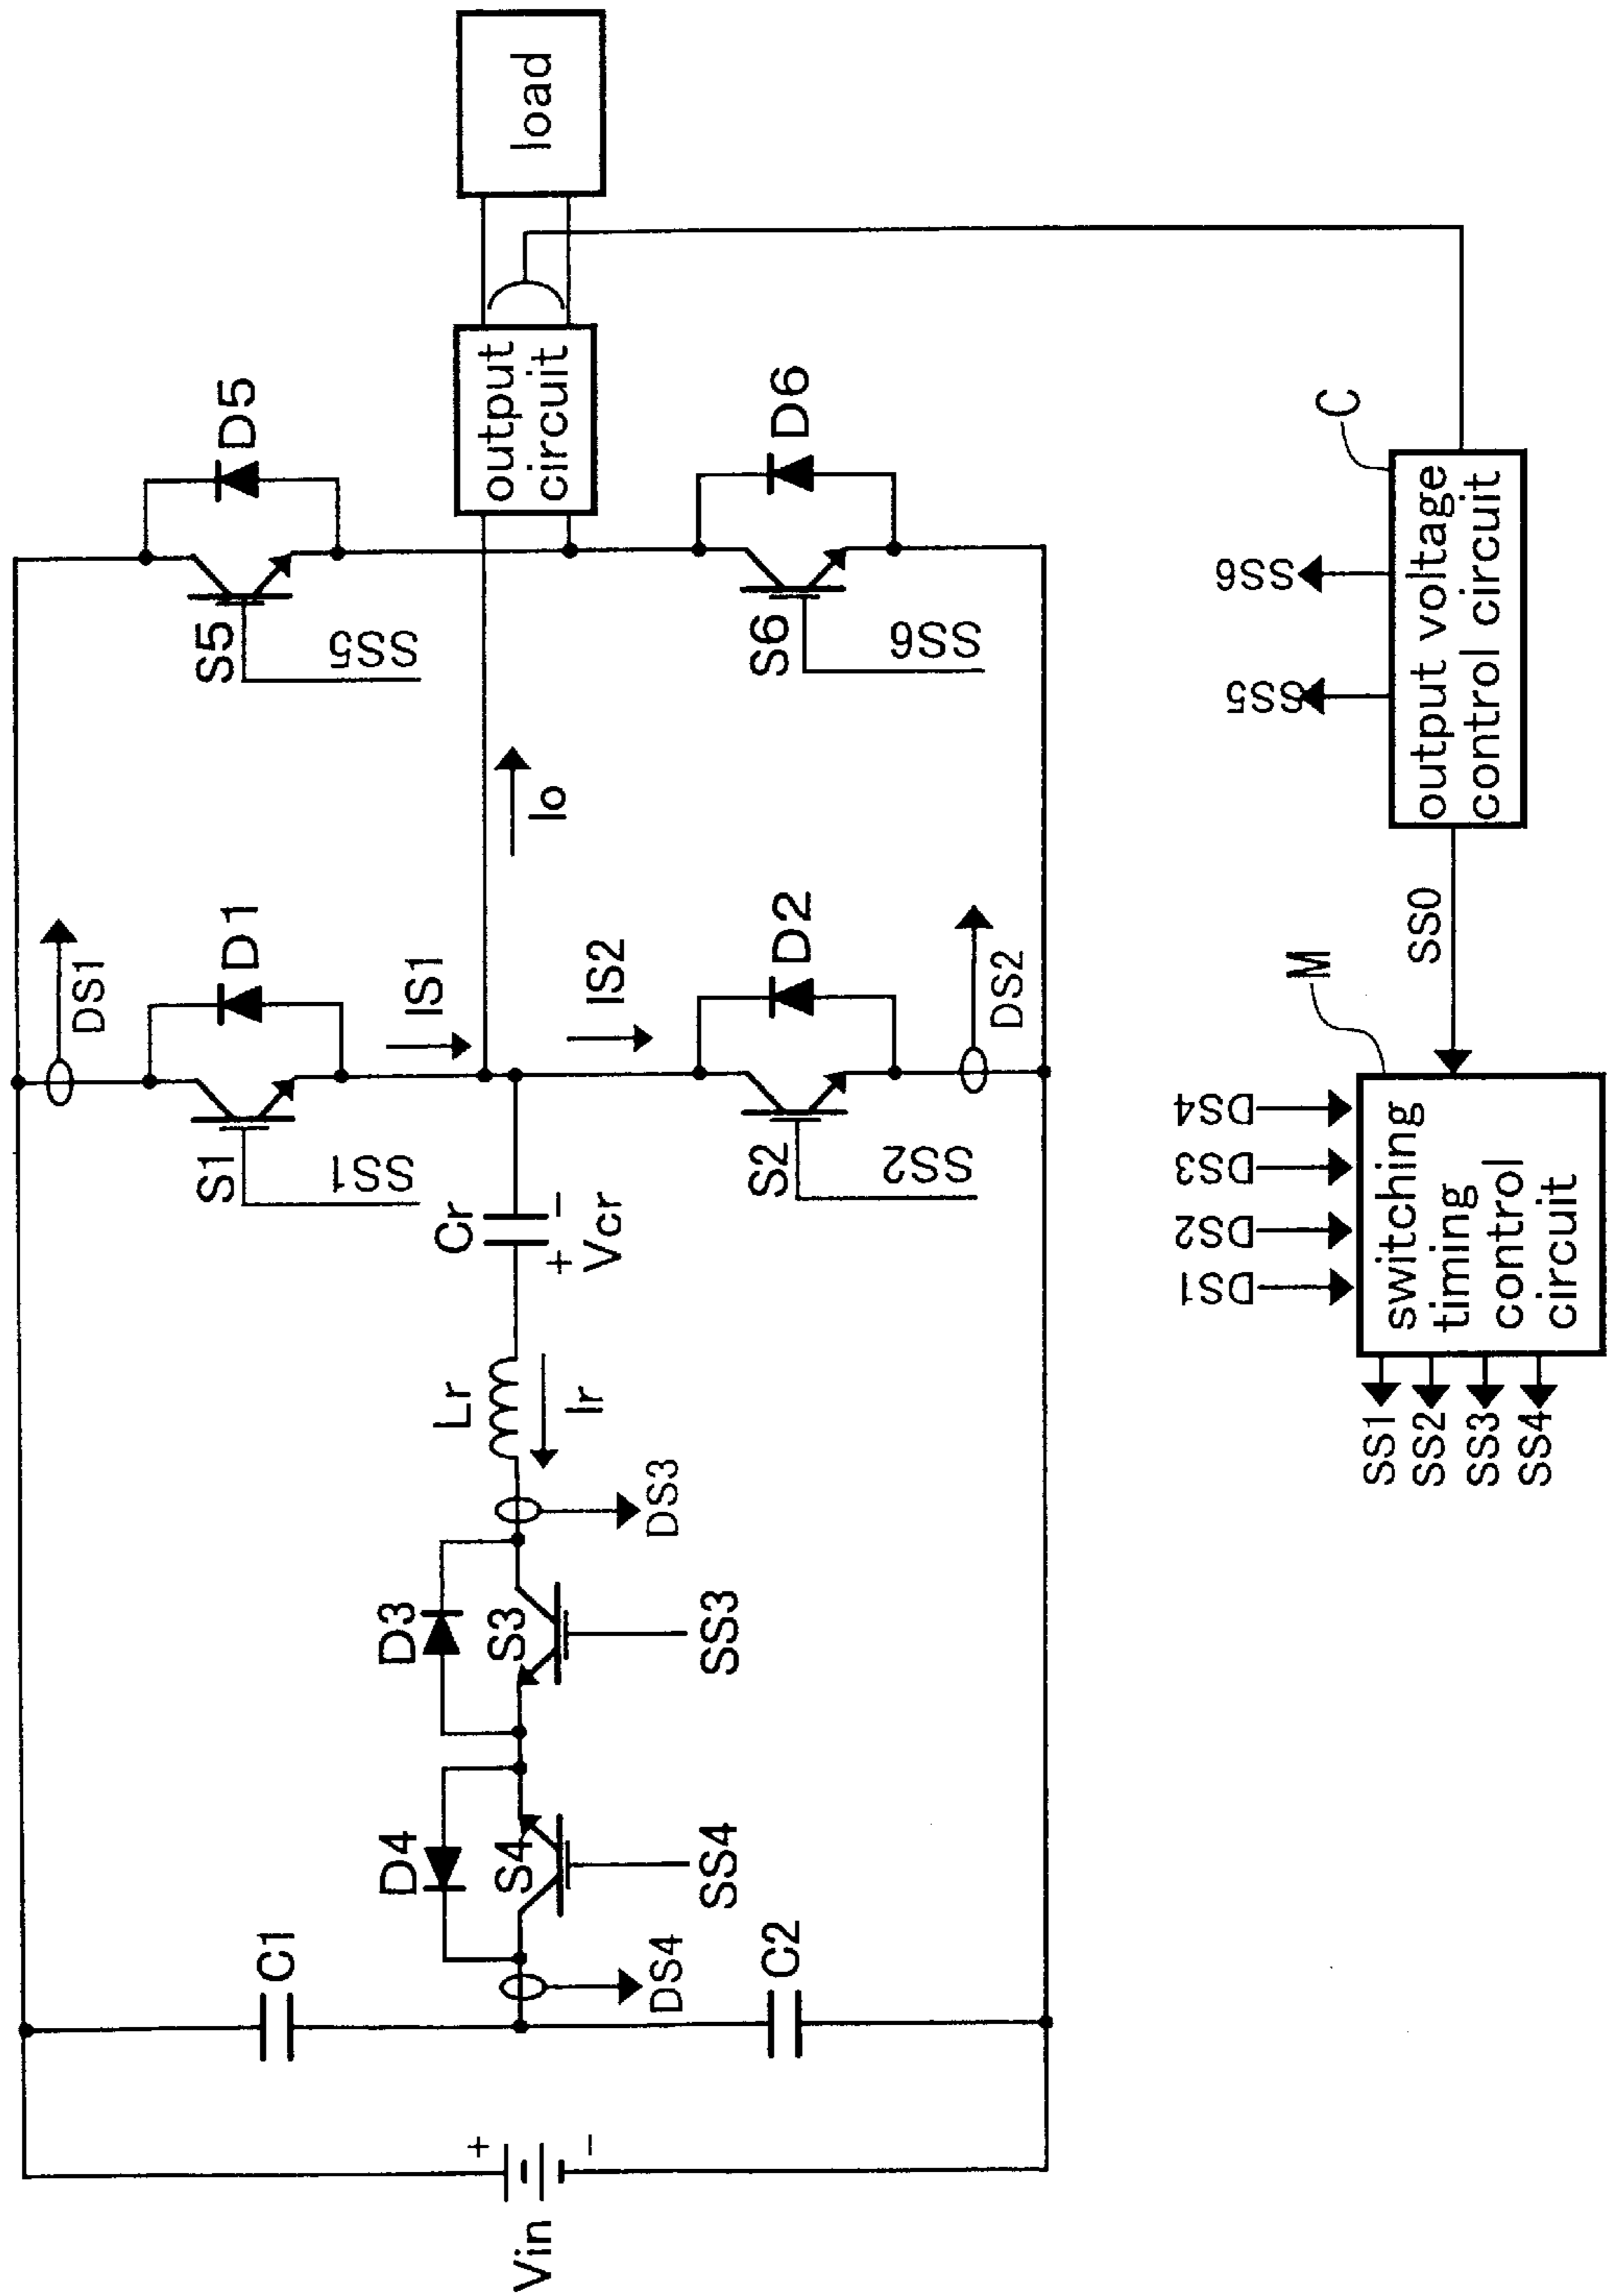 Vin
+
-
C1
C2
D4
S4
SS4
DS4
D3
S3
SS3
DS3
Lr
Ir
Cr
+ -
Vcr
DS1
S1
SS1
D1
IS1
IS2
S2
SS2
D2
DS2
Io
S5
SS5
D5
S6
SS6
D6
output
circuit
load
SS1
SS2
SS3
SS4
DS1
DS2
DS3
DS4
switching
timing
control
circuit
M
SS0
SS5
SS6
output voltage
control circuit
C